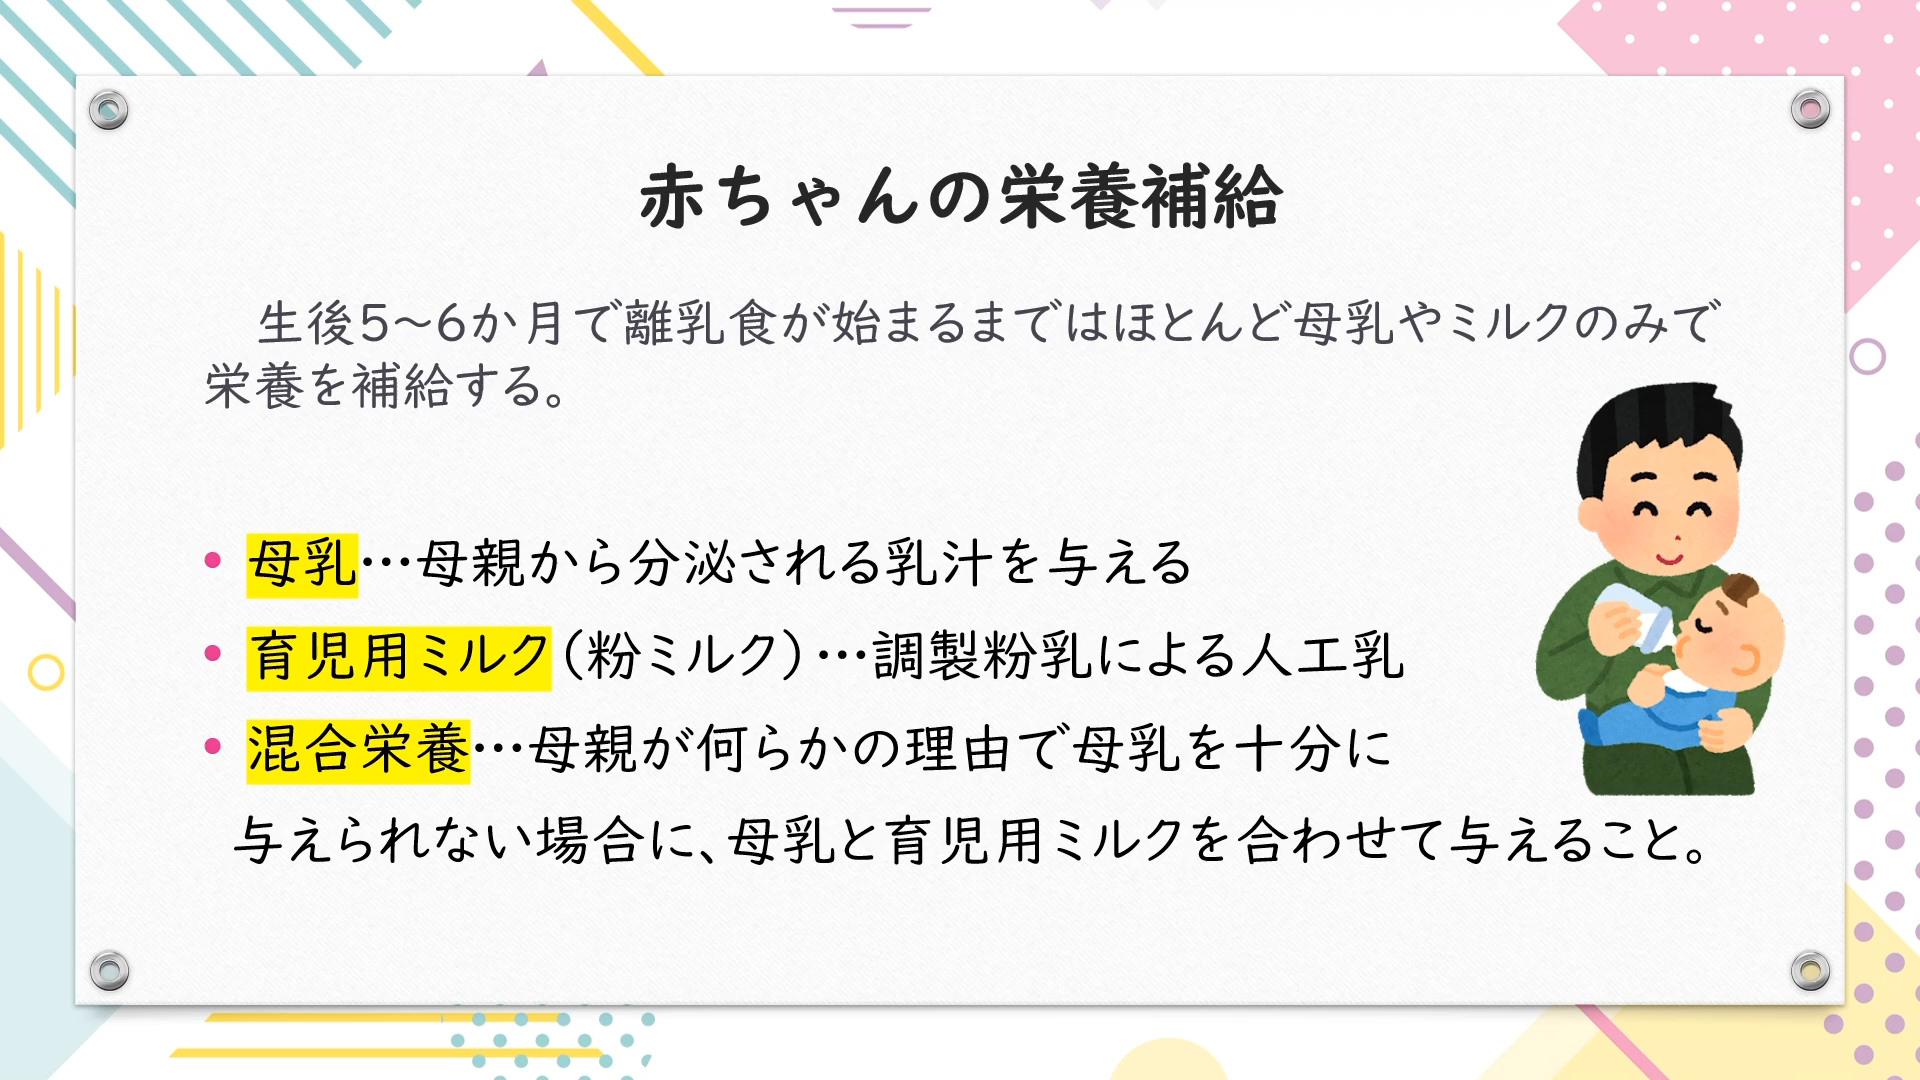 赤ちゃんの栄養補給
生後5～6か月で離乳食が始まるまではほとんど母乳やミルクのみで
栄養を補給する。
• 母乳…母親から分泌される乳汁を与える
• 育児用ミルク（粉ミルク）…調製粉乳による人工乳
• 混合栄養…母親が何らかの理由で母乳を十分に
与えられない場合に、母乳と育児用ミルクを合わせて与えること。